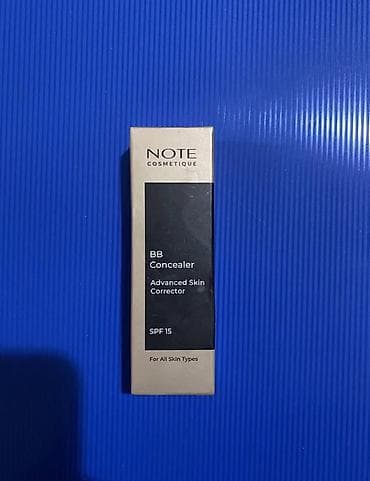 NOTE
COSMETIQUE
BB
Concealer
Advanced Skin
Corrector
SPF 15
For All Skin Types